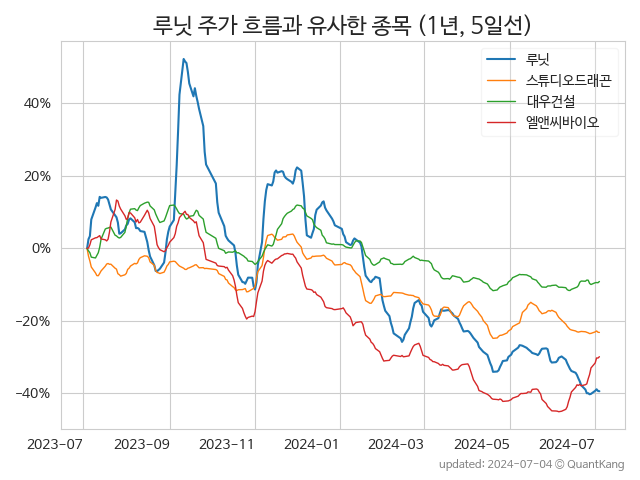 루닛 주가 흐름과 유사한 종목 (1년, 5일선)
루닛
스튜디오드래곤
대우건설
엘앤씨바이오
40%
20%
0%
−20%
−40%
2023-07 2023-09 2023-11 2024-01 2024-03 2024-05 2024-07
updated: 2024-07-04 © QuantKang